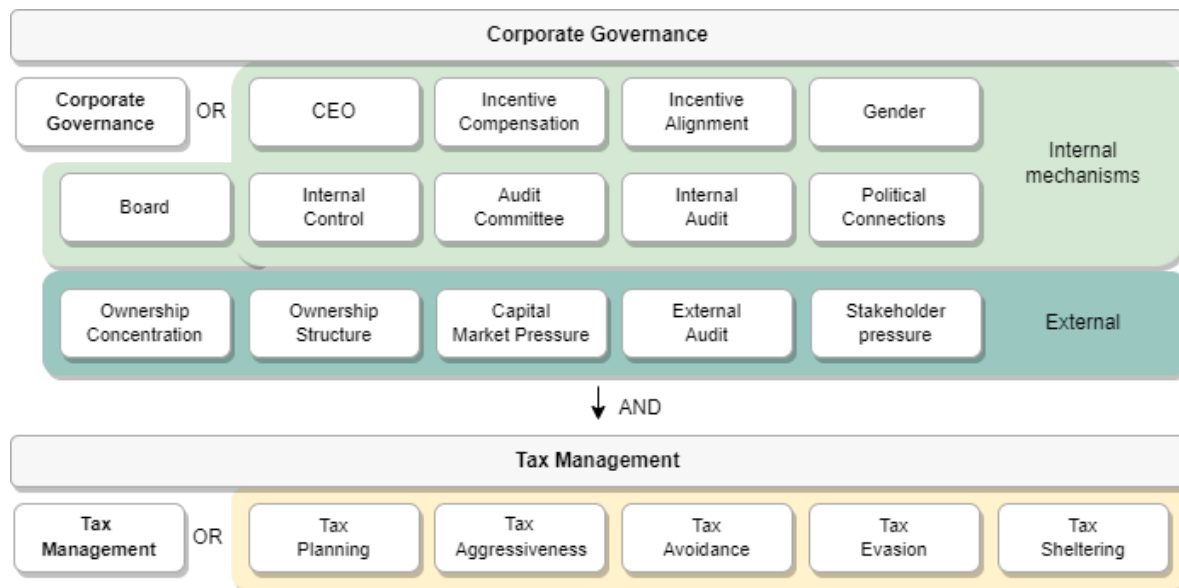 Corporate Governance
Corporate
Governance
OR
CEO
Incentive
Compensation
Incentive
Alignment
Gender
Internal
mechanisms
Board
Internal
Control
Audit
Committee
Internal
Audit
Political
Connections
Ownership
Concentration
Ownership
Structure
Capital
Market Pressure
External
Audit
Stakeholder
pressure
External
AND
Tax Management
Tax
Management
OR
Tax
Planning
Tax
Aggressiveness
Tax
Avoidance
Tax
Evasion
Tax
Sheltering